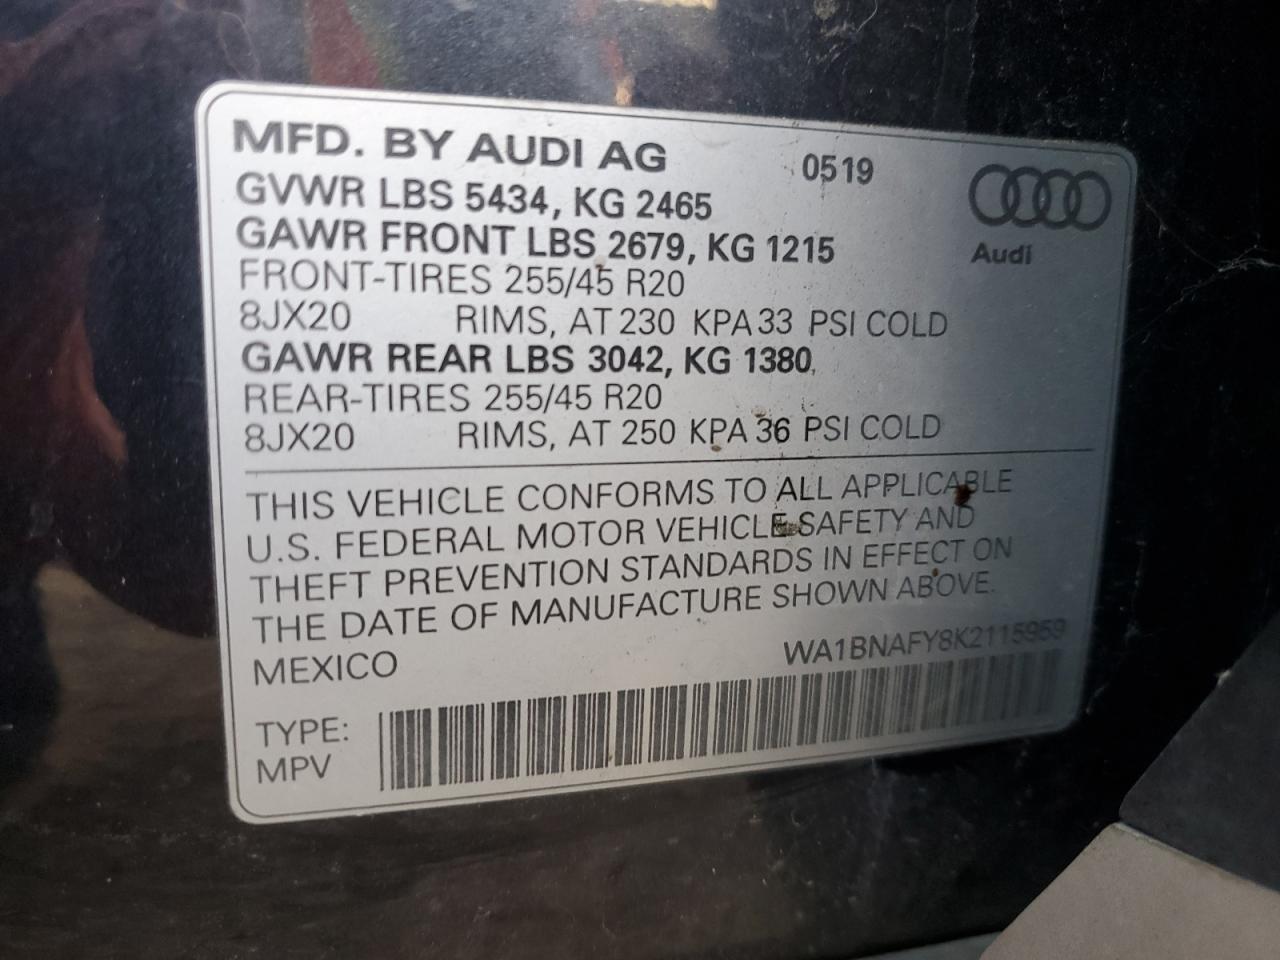 MFD. BY AUDI AG 0519
GVWR LBS 5434, KG 2465
GAWR FRONT LBS 2679, KG 1215
Audi
FRONT-TIRES 255/45 R20
8JX20 RIMS, AT 230 KPA 33 PSI COLD
GAWR REAR LBS 3042, KG 1380,
REAR-TIRES 255/45 R20
8JX20 RIMS, AT 250 KPA 36 PSI COLD
THIS VEHICLE CONFORMS TO ALL APPLICABLE
U.S. FEDERAL MOTOR VEHICLE SAFETY AND
THEFT PREVENTION STANDARDS IN EFFECT ON
THE DATE OF MANUFACTURE SHOWN ABOVE.
MEXICO WA1BNAFY8K2115959
TYPE:
MPV